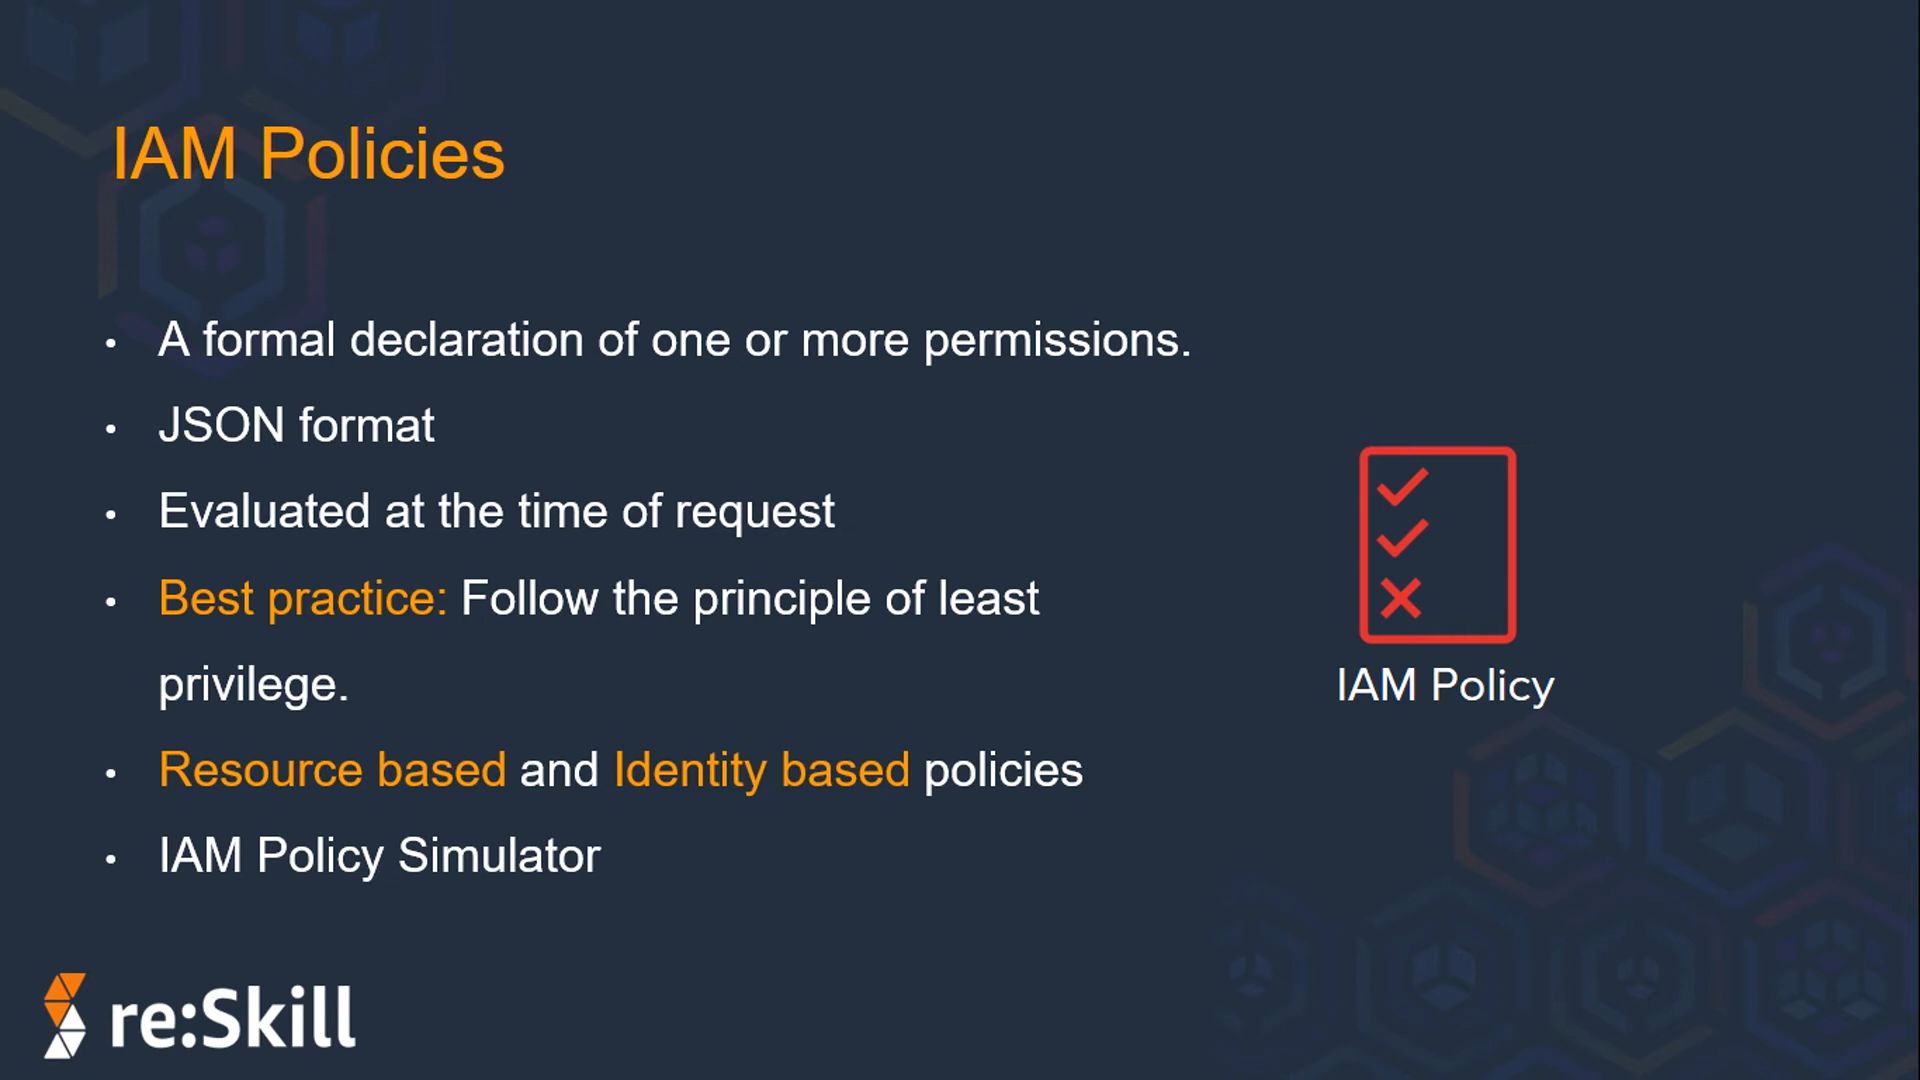 IAM Policies
• A formal declaration of one or more permissions.
• JSON format
• Evaluated at the time of request
• Best practice: Follow the principle of least
privilege.
• Resource based and Identity based policies
• IAM Policy Simulator
IAM Policy
re:Skill